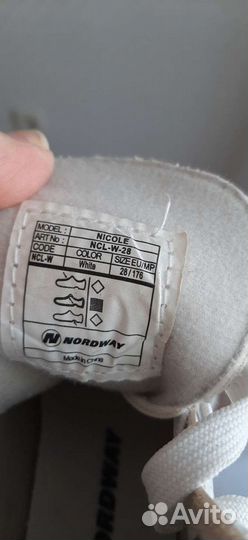 MODEL: NICOLE
ART No: NCL-W-28
CODE COLOR SIZE EU/MP
NCL-W White 28/176
NORDWAY
Made in China
NORDWAY
Avito